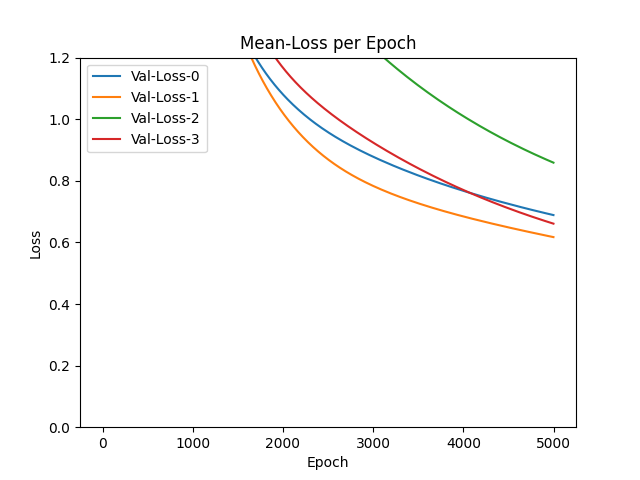 Mean-Loss per Epoch
1.2
Val-Loss-0
Val-Loss-1
Val-Loss-2
Val-Loss-3
1.0
0.8
0.6
0.4
0.2
0.0
Loss
0 1000 2000 3000 4000 5000
Epoch